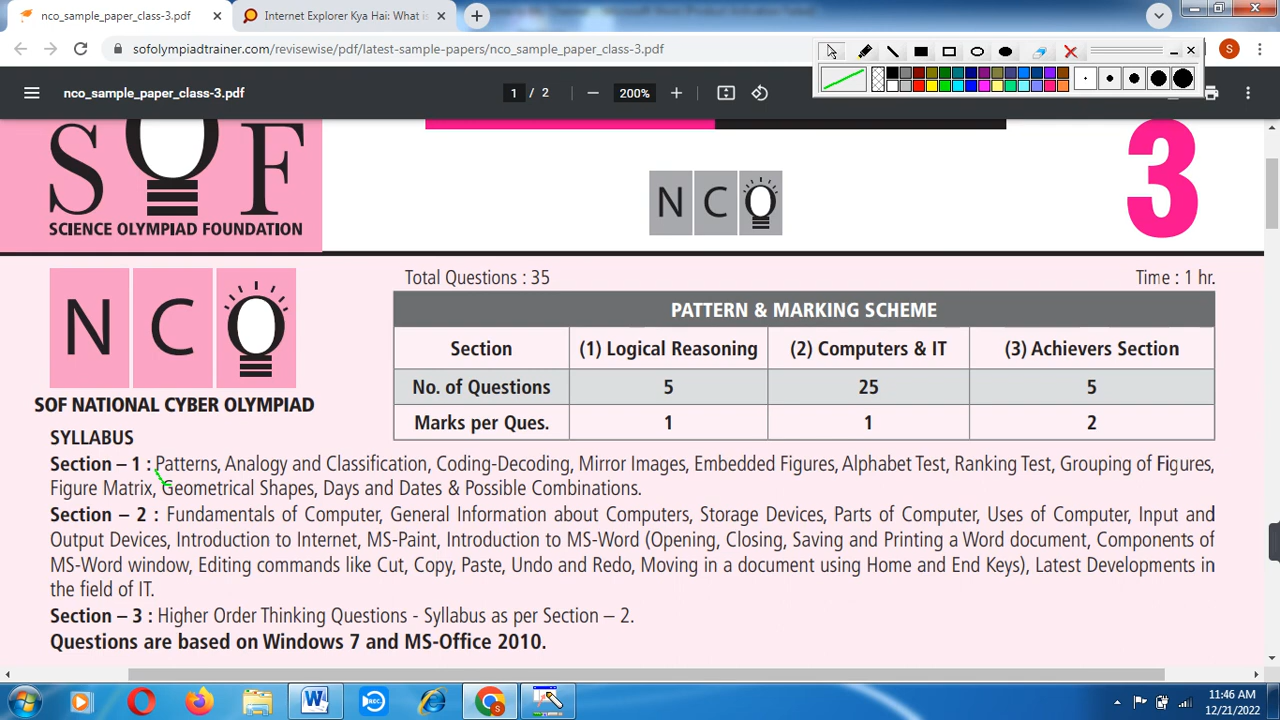 nco_sample_paper_class-3.pdf
Internet Explorer Kya Hai: What is
sofolympiadtrainer.com/revisewise/pdf/latest-sample-papers/nco_sample_paper_class-3.pdf
S
nco_sample_paper_class-3.pdf
1 / 2
200%
SOF
SCIENCE OLYMPIAD FOUNDATION
NCO
3
NCO
SOF NATIONAL CYBER OLYMPIAD
Total Questions : 35
Time : 1 hr.
PATTERN & MARKING SCHEME
Section (1) Logical Reasoning (2) Computers & IT (3) Achievers Section
No. of Questions 5 25 5
Marks per Ques. 1 1 2
SYLLABUS
Section – 1 : Patterns, Analogy and Classification, Coding-Decoding, Mirror Images, Embedded Figures, Alphabet Test, Ranking Test, Grouping of Figures,
Figure Matrix, Geometrical Shapes, Days and Dates & Possible Combinations.
Section – 2 : Fundamentals of Computer, General Information about Computers, Storage Devices, Parts of Computer, Uses of Computer, Input and
Output Devices, Introduction to Internet, MS-Paint, Introduction to MS-Word (Opening, Closing, Saving and Printing a Word document, Components of
MS-Word window, Editing commands like Cut, Copy, Paste, Undo and Redo, Moving in a document using Home and End Keys), Latest Developments in
the field of IT.
Section – 3 : Higher Order Thinking Questions - Syllabus as per Section – 2.
Questions are based on Windows 7 and MS-Office 2010.
REC
S
11:46 AM
12/21/2022